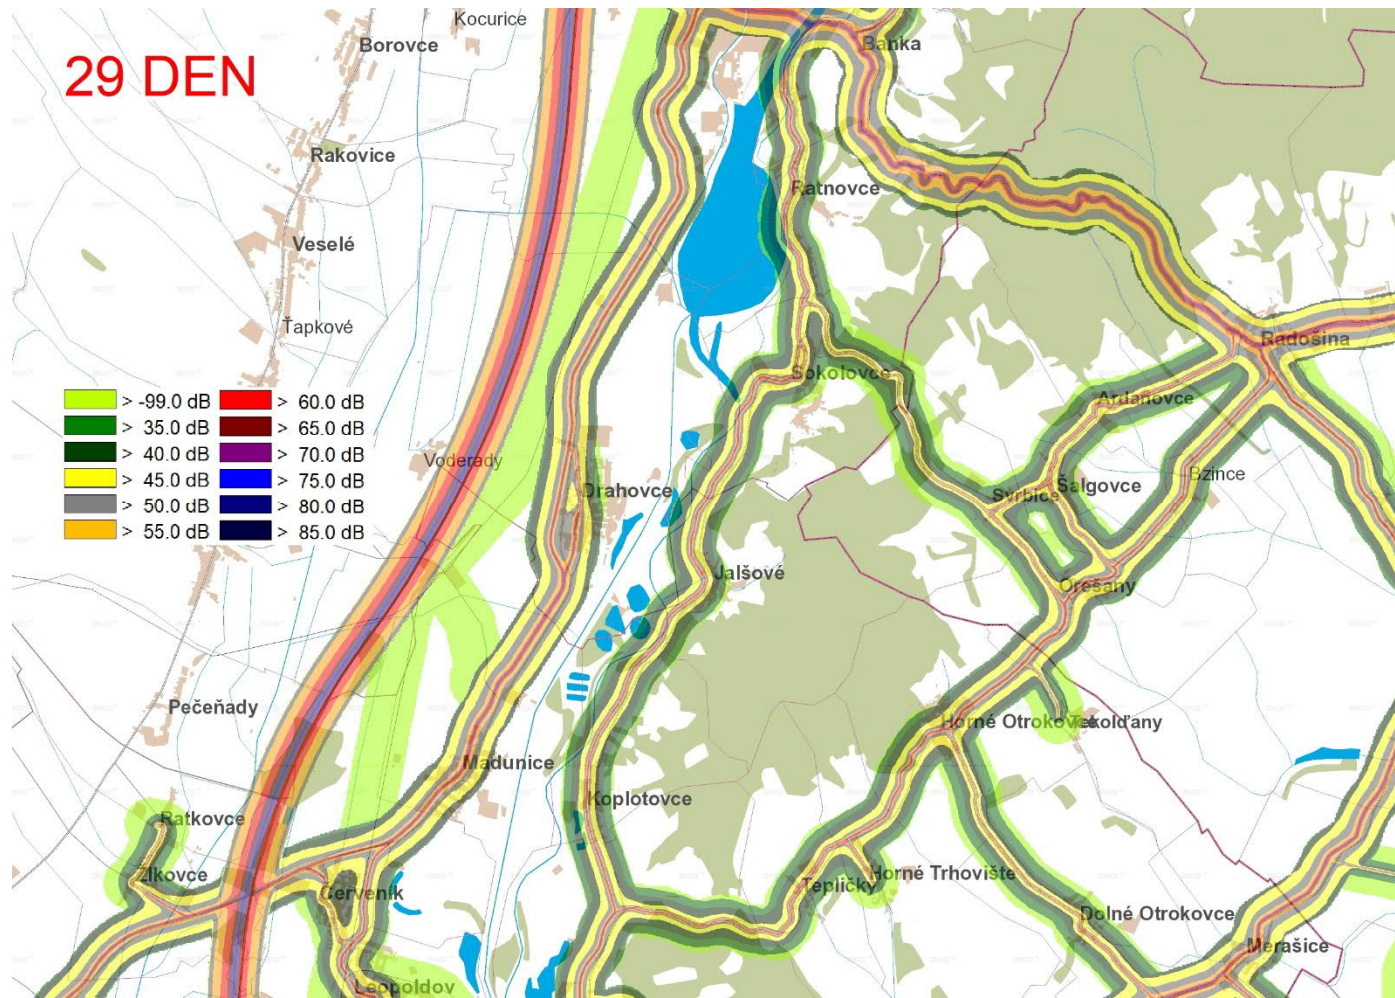 Kocurice
Borovce
Banka
29 DEN
Rakovice
Ratnovce
Veselé
Ťapkové
Radošina
Sokolovce
Ardanovce
> -99.0 dB > 60.0 dB
> 35.0 dB > 65.0 dB
> 40.0 dB > 70.0 dB
> 45.0 dB > 75.0 dB
> 50.0 dB > 80.0 dB
> 55.0 dB > 85.0 dB
Voderady
Bzince
Drahovce
Svrbice
Šalgovce
Jalšové
Orešany
Pečeňady
Horné Otrokovce
Tekolďany
Madunice
Koplotovce
Ratkovce
Žlkovce
Červeník
Tepličky
Horné Trhovište
Dolné Otrokovce
Merašice
Leopoldov